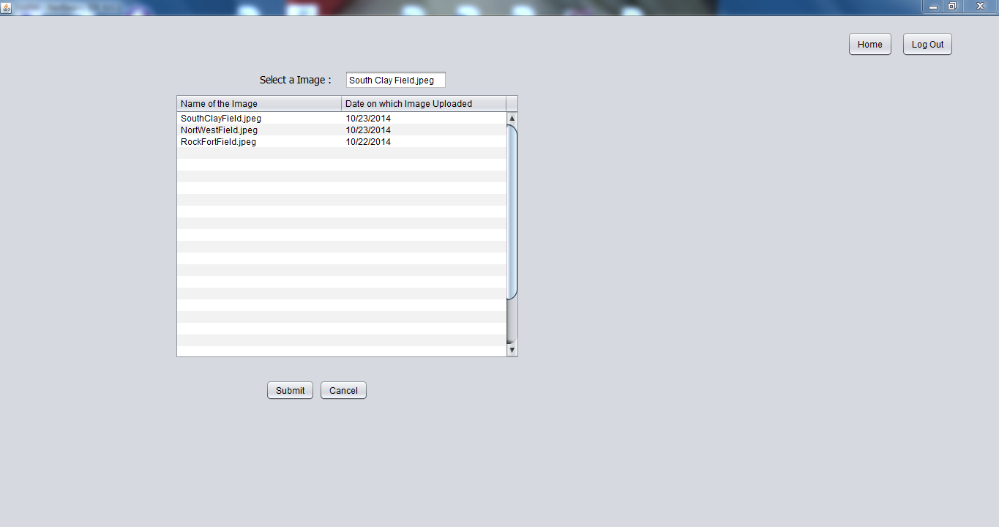 Home Log Out
Select a Image : South Clay Field.jpeg
Name of the Image Date on which Image Uploaded
SouthClayField.jpeg 10/23/2014
NortWestField.jpeg 10/23/2014
RockFortField.jpeg 10/22/2014
Submit Cancel